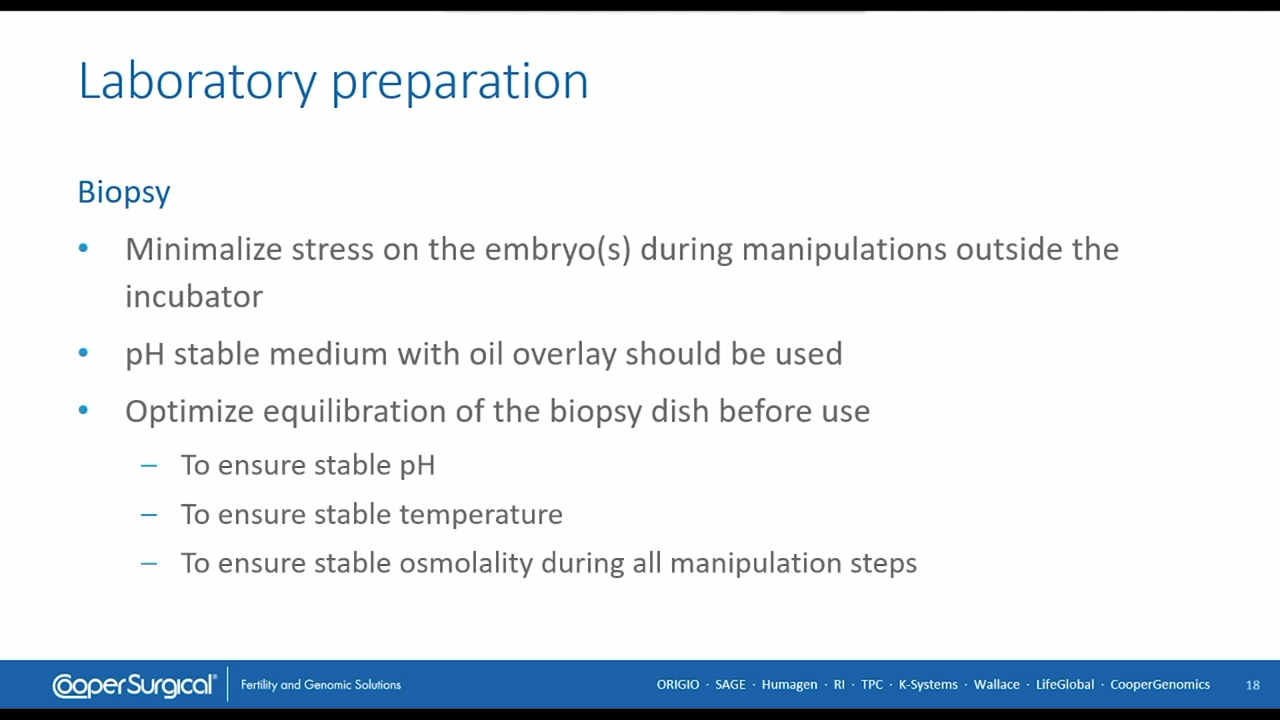 Laboratory preparation
Biopsy
• Minimalize stress on the embryo(s) during manipulations outside the
incubator
• pH stable medium with oil overlay should be used
• Optimize equilibration of the biopsy dish before use
– To ensure stable pH
– To ensure stable temperature
– To ensure stable osmolality during all manipulation steps
CooperSurgical® Fertility and Genomic Solutions ORIGIO · SAGE · Humagen · RI · TPC · K-Systems · Wallace · LifeGlobal · CooperGenomics 18